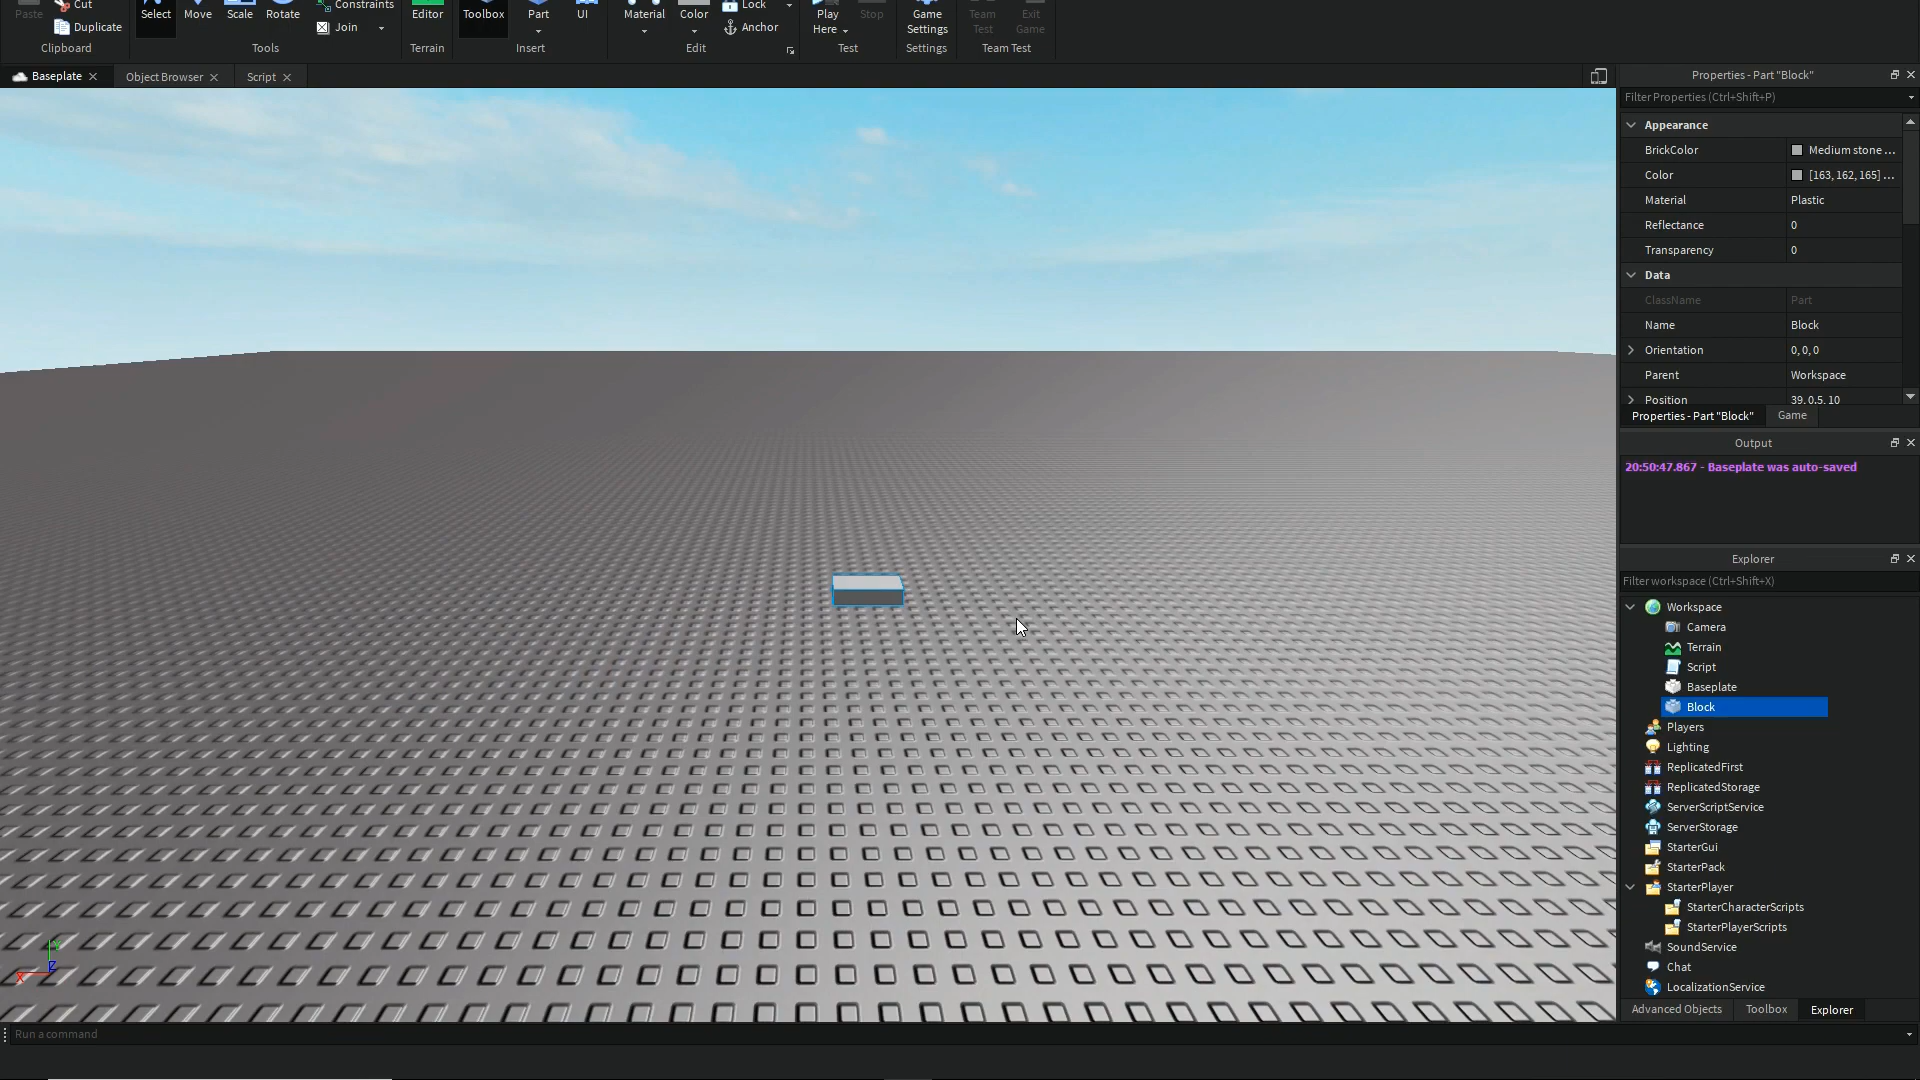 Paste
Cut
Duplicate
Clipboard
Select
Move
Scale
Rotate
Constraints
Join
Tools
Editor
Terrain
Toolbox
Part
UI
Insert
Material
Color
Lock
Anchor
Edit
Play
Here
Stop
Test
Game
Settings
Settings
Team
Test
Exit
Game
Team Test
Baseplate
Object Browser
Script
Properties - Part "Block"
Filter Properties (Ctrl+Shift+P)
Appearance
BrickColor Medium stone ...
Color [163, 162, 165] ...
Material Plastic
Reflectance 0
Transparency 0
Data
ClassName Part
Name Block
Orientation 0, 0, 0
Parent Workspace
Position 39, 0.5, 10
Properties - Part "Block" Game
Output
20:50:47.867 - Baseplate was auto-saved
Explorer
Filter workspace (Ctrl+Shift+X)
Workspace
Camera
Terrain
Script
Baseplate
Block
Players
Lighting
ReplicatedFirst
ReplicatedStorage
ServerScriptService
ServerStorage
StarterGui
StarterPack
StarterPlayer
StarterCharacterScripts
StarterPlayerScripts
SoundService
Chat
LocalizationService
Advanced Objects Toolbox Explorer
Y
Z
X
Run a command